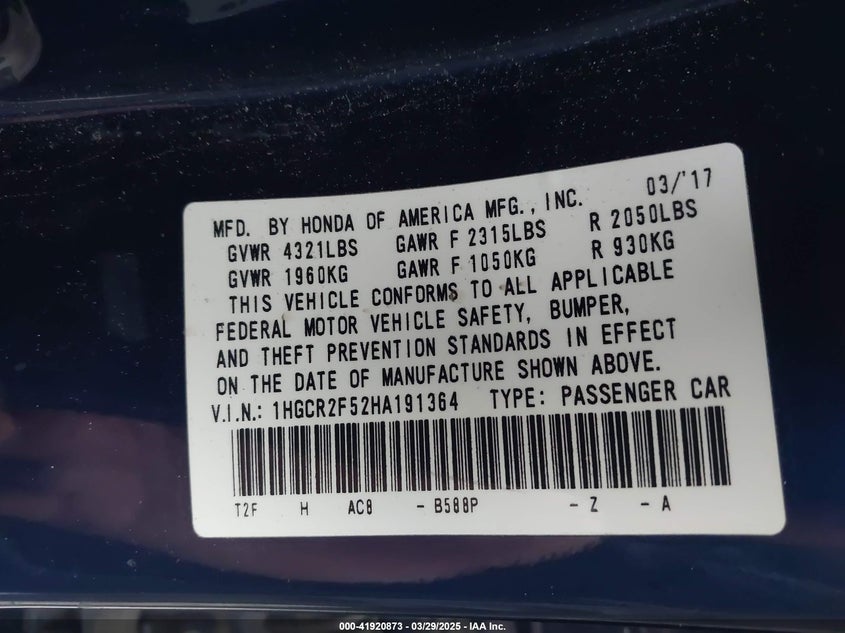 03/'17
MFD. BY HONDA OF AMERICA MFG., INC.
GVWR 4321LBS GAWR F 2315LBS R 2050LBS
GVWR 1960KG GAWR F 1050KG R 930KG
THIS VEHICLE CONFORMS TO ALL APPLICABLE
FEDERAL MOTOR VEHICLE SAFETY, BUMPER,
AND THEFT PREVENTION STANDARDS IN EFFECT
ON THE DATE OF MANUFACTURE SHOWN ABOVE.
V.I.N.: 1HGCR2F52HA191364 TYPE: PASSENGER CAR
T2F H AC8 - B588P - Z - A
000-41920873 - 03/29/2025 - IAA Inc.